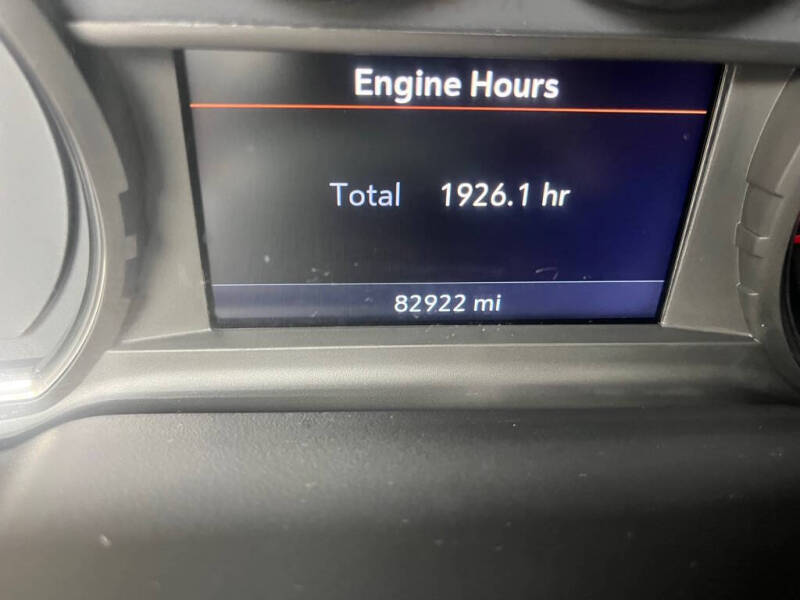 Engine Hours
Total 1926.1 hr
82922 mi